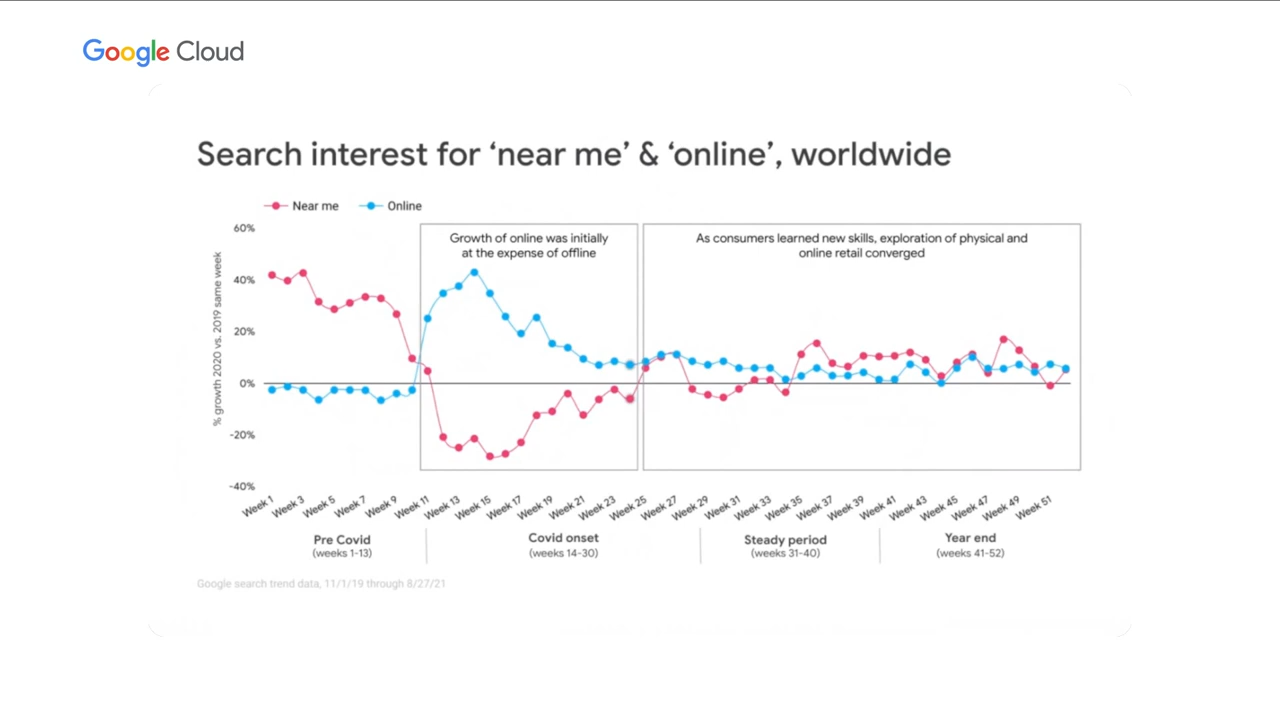 Google Cloud
Search interest for ‘near me’ & ‘online’, worldwide
Near me
Online
% growth 2020 vs. 2019 same week
60%
40%
20%
0%
-20%
-40%
Growth of online was initially
at the expense of offline
As consumers learned new skills, exploration of physical and
online retail converged
Week 1
Week 3
Week 5
Week 7
Week 9
Week 11
Week 13
Week 15
Week 17
Week 19
Week 21
Week 23
Week 25
Week 27
Week 29
Week 31
Week 33
Week 35
Week 37
Week 39
Week 41
Week 43
Week 45
Week 47
Week 49
Week 51
Pre Covid
(weeks 1-13)
Covid onset
(weeks 14-30)
Steady period
(weeks 31-40)
Year end
(weeks 41-52)
Google search trend data, 11/1/19 through 8/27/21